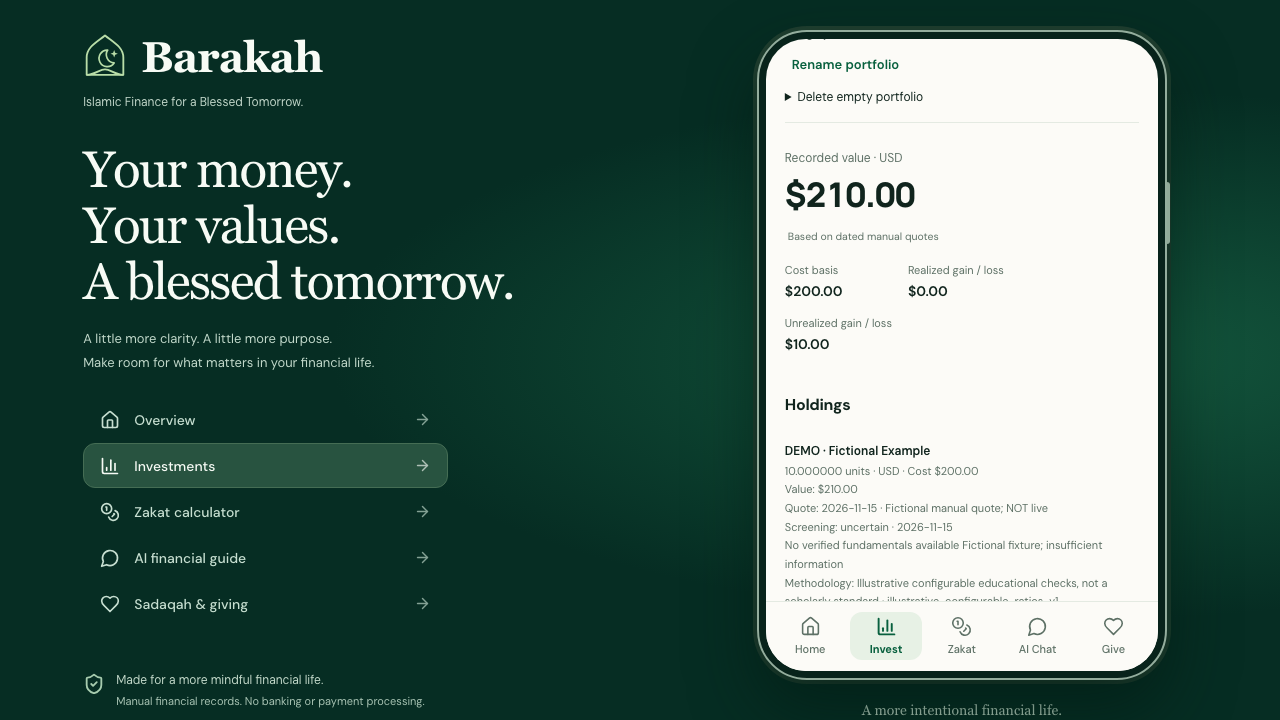 Barakah
Islamic Finance for a Blessed Tomorrow.
Your money.
Your values.
A blessed tomorrow.
A little more clarity. A little more purpose.
Make room for what matters in your financial life.
Overview
Investments
Zakat calculator
AI financial guide
Sadaqah & giving
Made for a more mindful financial life.
Manual financial records. No banking or payment processing.
Rename portfolio
Delete empty portfolio
Recorded value · USD
$210.00
Based on dated manual quotes
Cost basis
Realized gain / loss
$200.00
$0.00
Unrealized gain / loss
$10.00
Holdings
DEMO · Fictional Example
10.000000 units · USD · Cost $200.00
Value: $210.00
Quote: 2026-11-15 · Fictional manual quote; NOT live
Screening: uncertain · 2026-11-15
No verified fundamentals available Fictional fixture; insufficient
information
Methodology: Illustrative configurable educational checks, not a
scholarly standard · illustrative, configurable, ratios, v1
Home
Invest
Zakat
AI Chat
Give
A more intentional financial life.